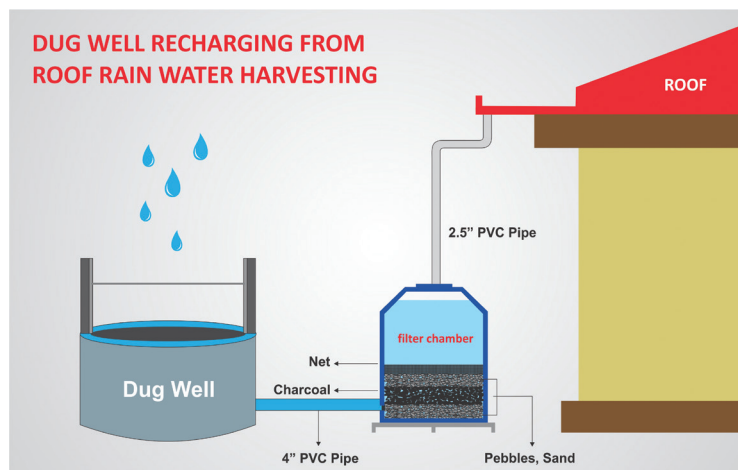 DUG WELL RECHARGING FROM
ROOF RAIN WATER HARVESTING
ROOF
2.5” PVC Pipe
filter chamber
Net
Dug Well
Charcoal
4” PVC Pipe
Pebbles, Sand